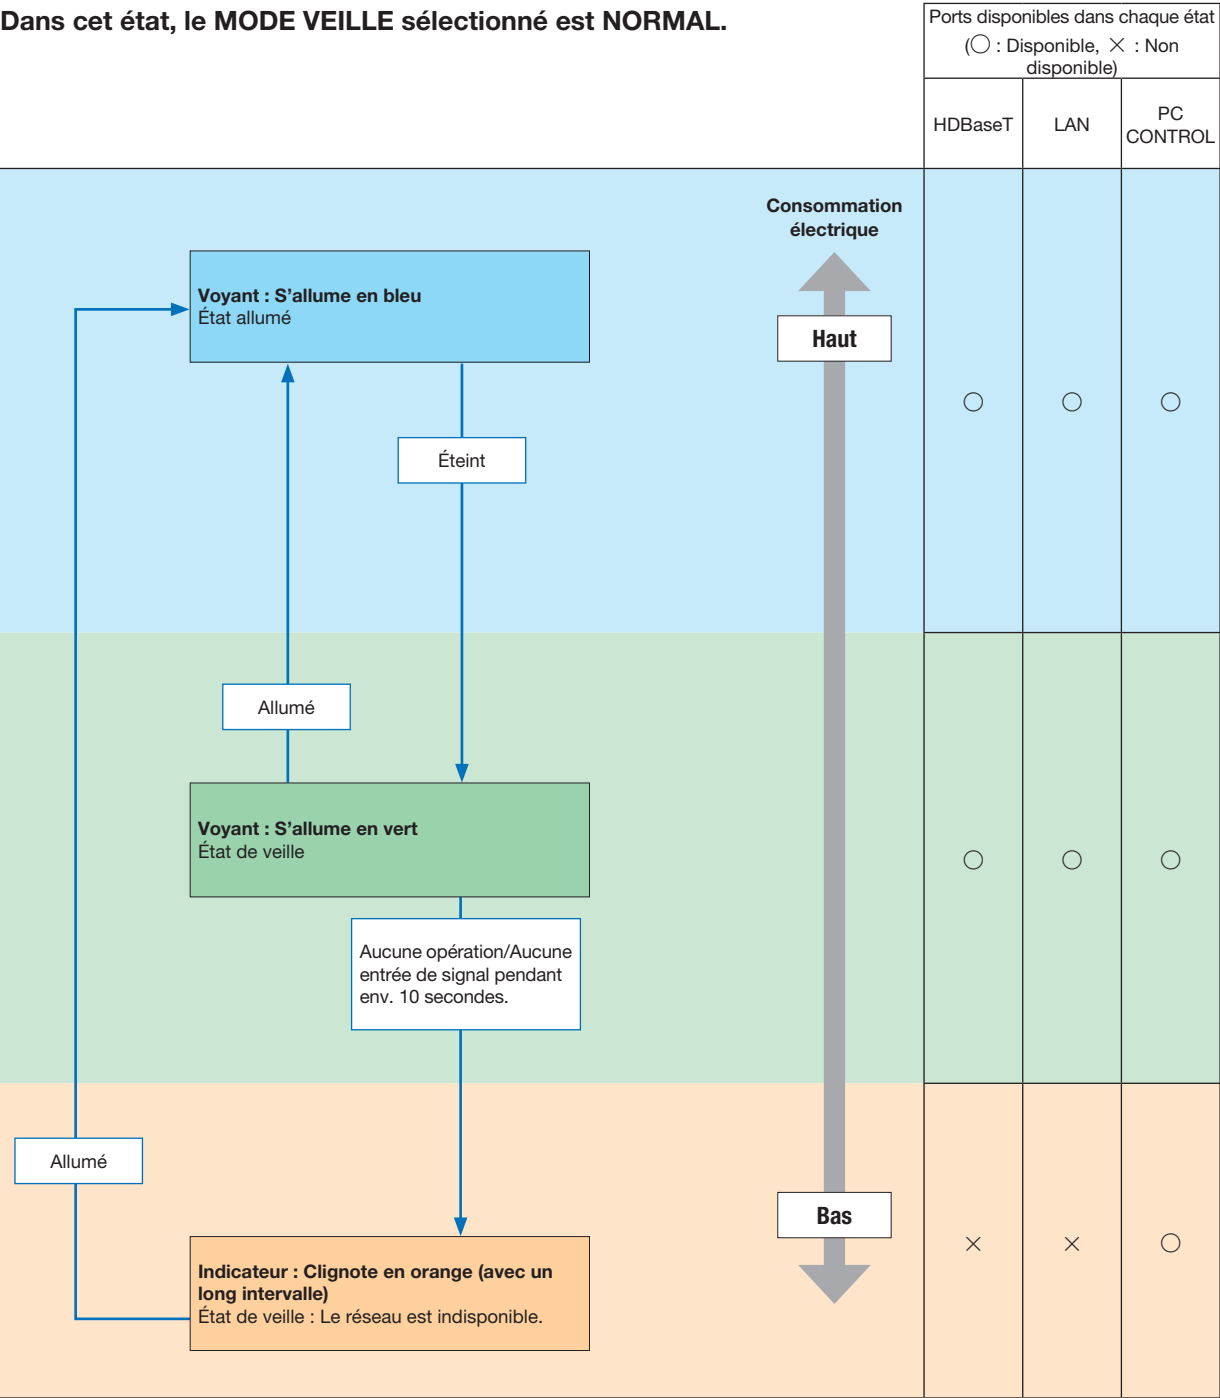 Dans cet état, le MODE VEILLE sélectionné est NORMAL.
Ports disponibles dans chaque état
(○ : Disponible, × : Non
disponible)
HDBaseT
LAN
PC
CONTROL
Consommation
électrique
Voyant : S’allume en bleu
État allumé
Haut
○ ○ ○
Éteint
Allumé
Voyant : S’allume en vert
État de veille
○ ○ ○
Aucune opération/Aucune
entrée de signal pendant
env. 10 secondes.
Allumé
Bas
× × ○
Indicateur : Clignote en orange (avec un
long intervalle)
État de veille : Le réseau est indisponible.